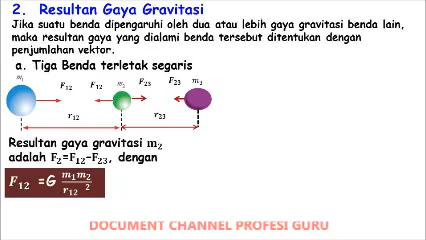 2. Resultan Gaya Gravitasi
Jika suatu benda dipengaruhi oleh dua atau lebih gaya gravitasi benda lain,
maka resultan gaya yang dialami benda tersebut ditentukan dengan
penjumlahan vektor.
a. Tiga Benda terletak segaris
m₁ F₁₂ F₁₂ m₂ F₂₃ F₂₃ m₃
r₁₂ r₂₃
Resultan gaya gravitasi m₂
adalah F₂=F₁₂-F₂₃, dengan
F₁₂ =G m₁m₂ / r₁₂ ²
DOCUMENT CHANNEL PROFESI GURU